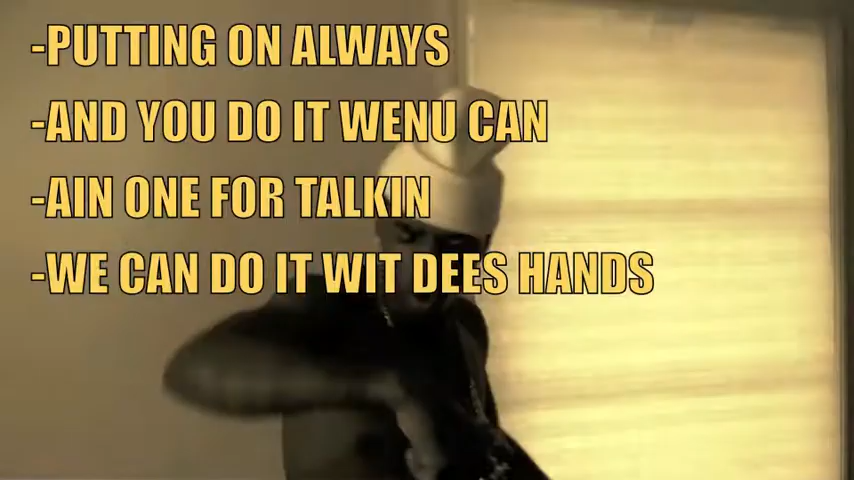 -PUTTING ON ALWAYS
-AND YOU DO IT WENU CAN
-AIN ONE FOR TALKIN
-WE CAN DO IT WIT DEES HANDS